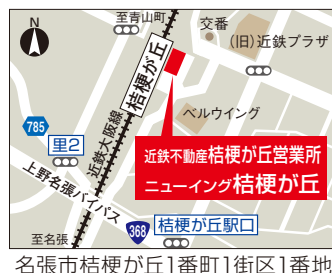 N
至青山町
交番
(旧)近鉄プラザ
桔梗が丘
785
里2
近鉄大阪線
ベルウイング
近鉄不動産桔梗が丘営業所
ニューイング桔梗が丘
上野名張バイパス
至名張
368
桔梗が丘駅口
名張市桔梗が丘1番町1街区1番地